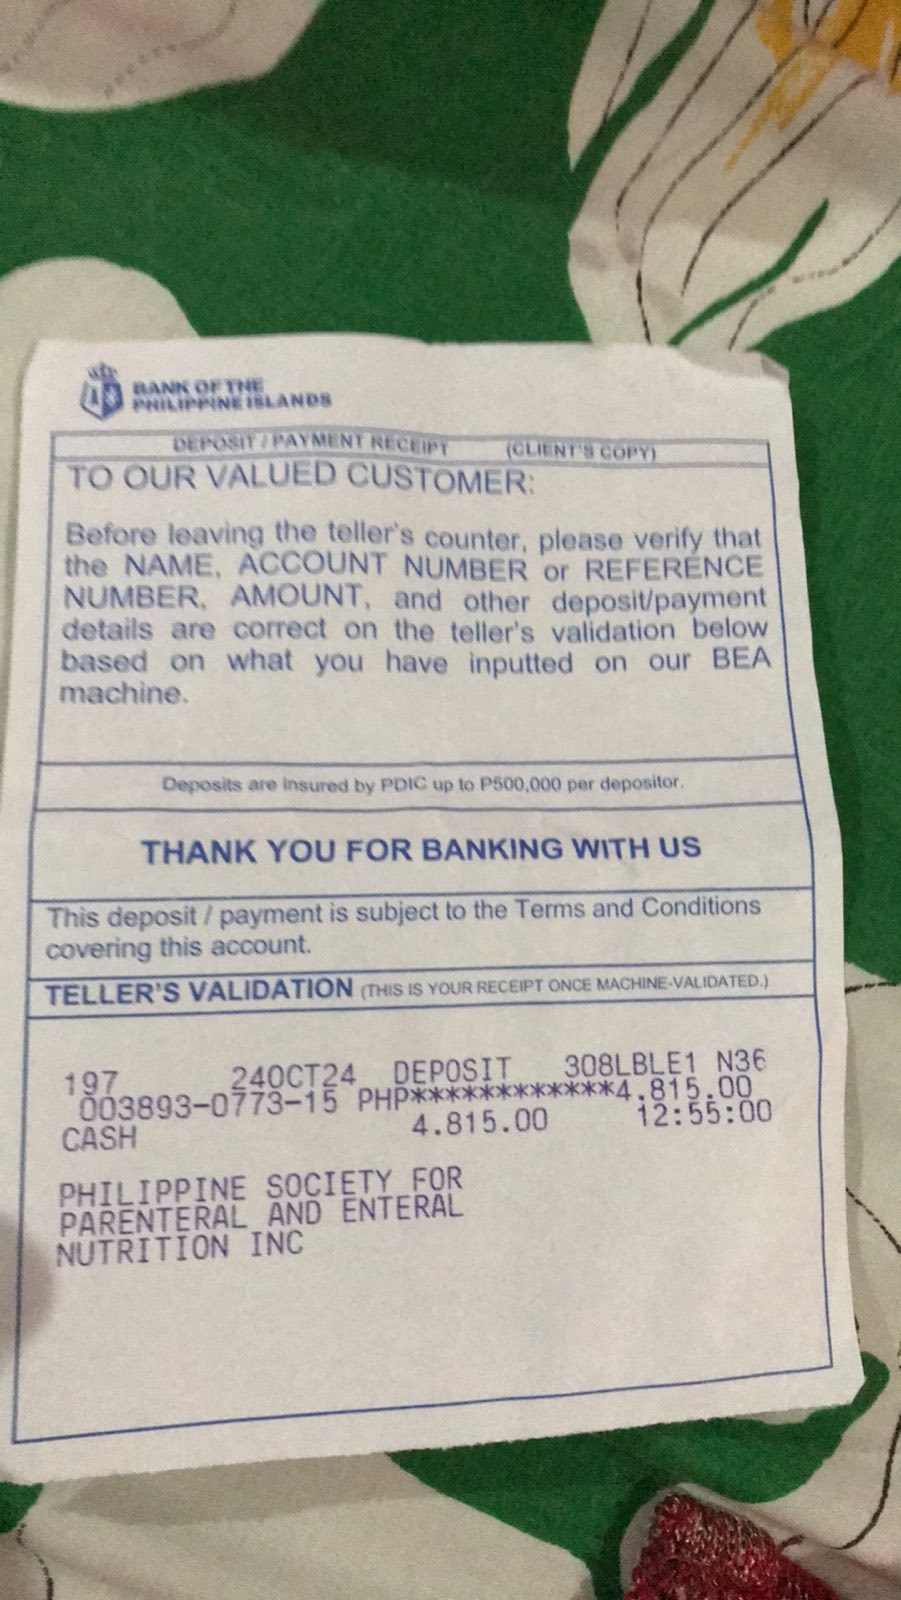 BANK OF THE
PHILIPPINE ISLANDS
DEPOSIT / PAYMENT RECEIPT (CLIENT'S COPY)
TO OUR VALUED CUSTOMER:
Before leaving the teller's counter, please verify that
the NAME, ACCOUNT NUMBER or REFERENCE
NUMBER, AMOUNT, and other deposit/payment
details are correct on the teller's validation below
based on what you have inputted on our BEA
machine.
Deposits are insured by PDIC up to P500,000 per depositor.
THANK YOU FOR BANKING WITH US
This deposit / payment is subject to the Terms and Conditions
covering this account.
TELLER'S VALIDATION (THIS IS YOUR RECEIPT ONCE MACHINE-VALIDATED.)
197 24OCT24 DEPOSIT 308LBLE1 N36
003893-0773-15 PHP************4,815.00
CASH 4,815.00 12:55:00
PHILIPPINE SOCIETY FOR
PARENTERAL AND ENTERAL
NUTRITION INC